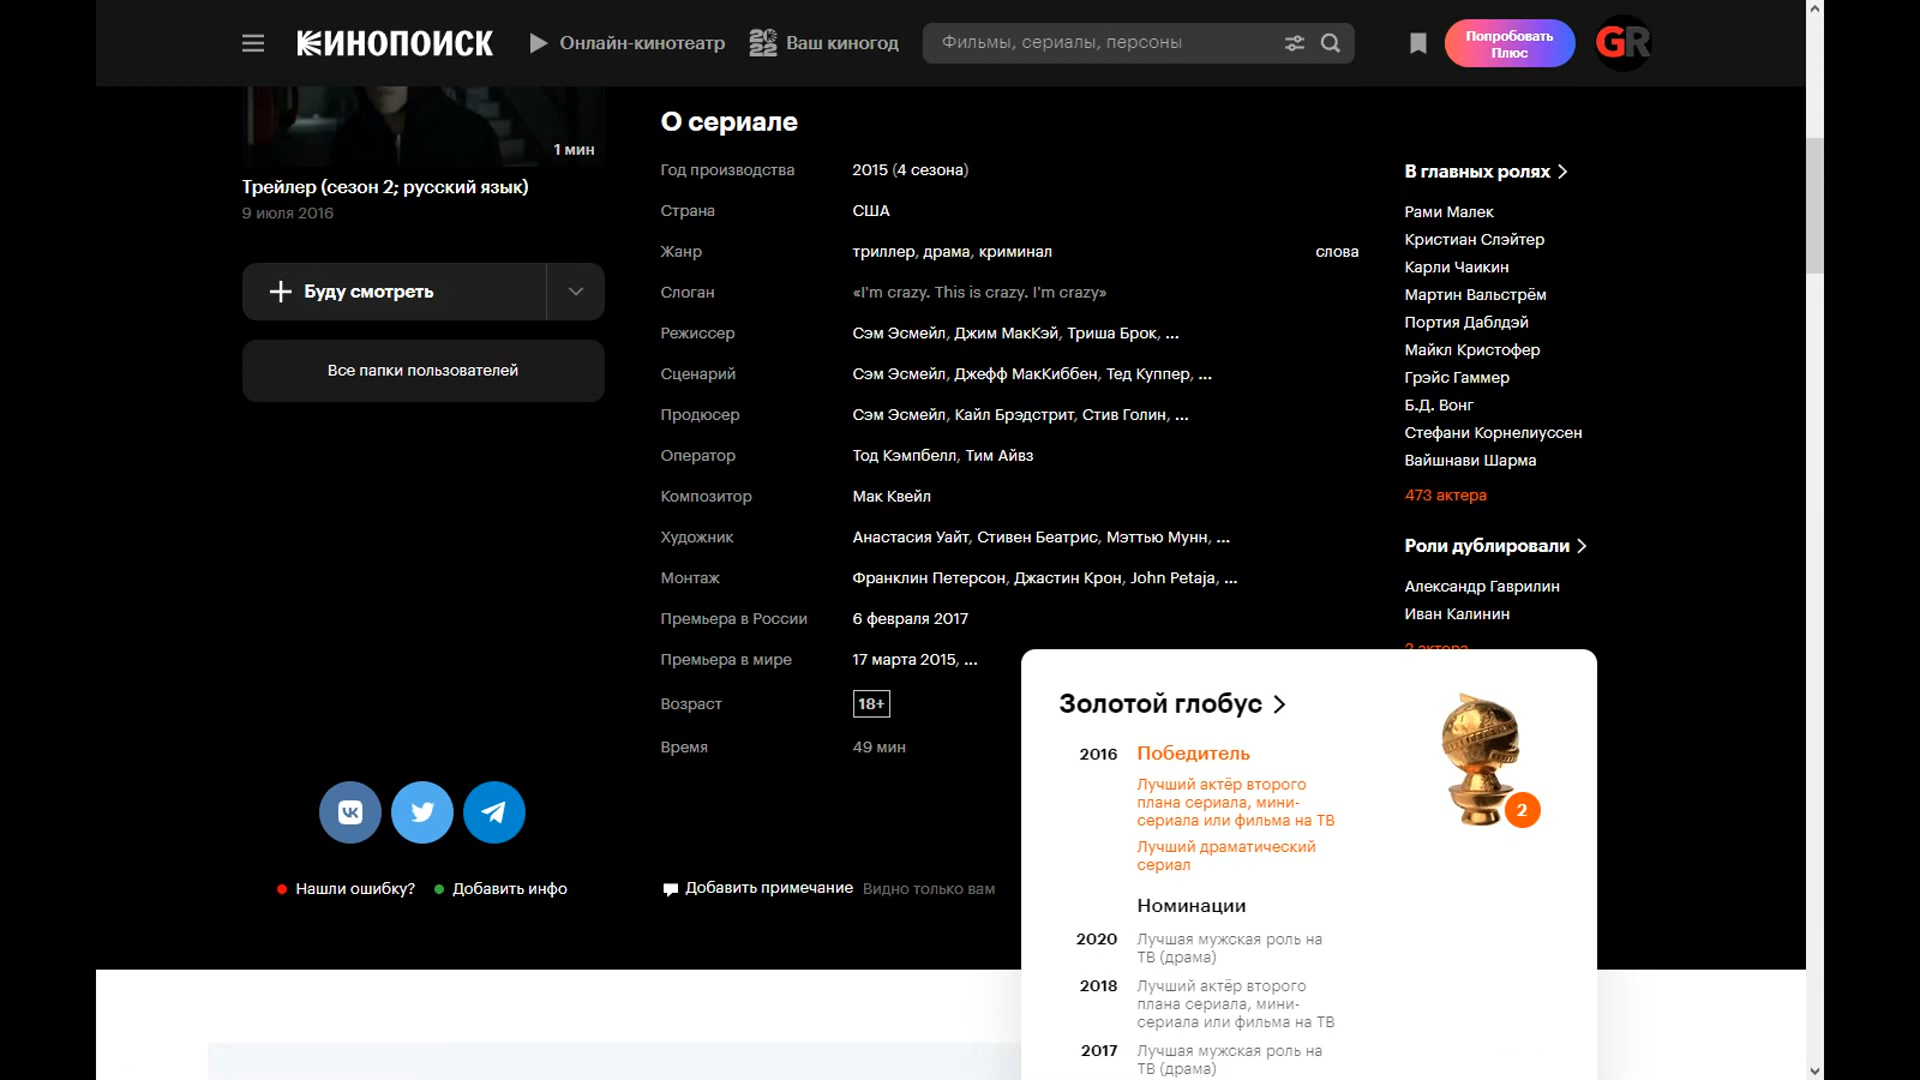 КИНОПОИСК
Онлайн-кинотеатр
2022
Ваш киногод
Фильмы, сериалы, персоны
Попробовать
Плюс
GR
1 мин
Трейлер (сезон 2; русский язык)
9 июля 2016
Буду смотреть
Все папки пользователей
Нашли ошибку?
Добавить инфо
О сериале
Год производства 2015 (4 сезона)
Страна США
Жанр триллер, драма, криминал слова
Слоган «I'm crazy. This is crazy. I'm crazy»
Режиссер Сэм Эсмейл, Джим МакКэй, Триша Брок, ...
Сценарий Сэм Эсмейл, Джефф МакКиббен, Тед Куппер, ...
Продюсер Сэм Эсмейл, Кайл Брэдстрит, Стив Голин, ...
Оператор Тод Кэмпбелл, Тим Айвз
Композитор Мак Квейл
Художник Анастасия Уайт, Стивен Беатрис, Мэттью Мунн, ...
Монтаж Франклин Петерсон, Джастин Крон, John Petaja, ...
Премьера в России 6 февраля 2017
Премьера в мире 17 марта 2015, ...
Возраст 18+
Время 49 мин
Добавить примечание Видно только вам
В главных ролях
Рами Малек
Кристиан Слэйтер
Карли Чаикин
Мартин Вальстрём
Портия Даблдэй
Майкл Кристофер
Грэйс Гаммер
Б.Д. Вонг
Стефани Корнелиуссен
Вайшнави Шарма
473 актера
Роли дублировали
Александр Гаврилин
Иван Калинин
2 актера
Золотой глобус
2
2016 Победитель
Лучший актёр второго
плана сериала, мини-
сериала или фильма на ТВ
Лучший драматический
сериал
Номинации
2020 Лучшая мужская роль на
ТВ (драма)
2018 Лучший актёр второго
плана сериала, мини-
сериала или фильма на ТВ
2017 Лучшая мужская роль на
ТВ (драма)